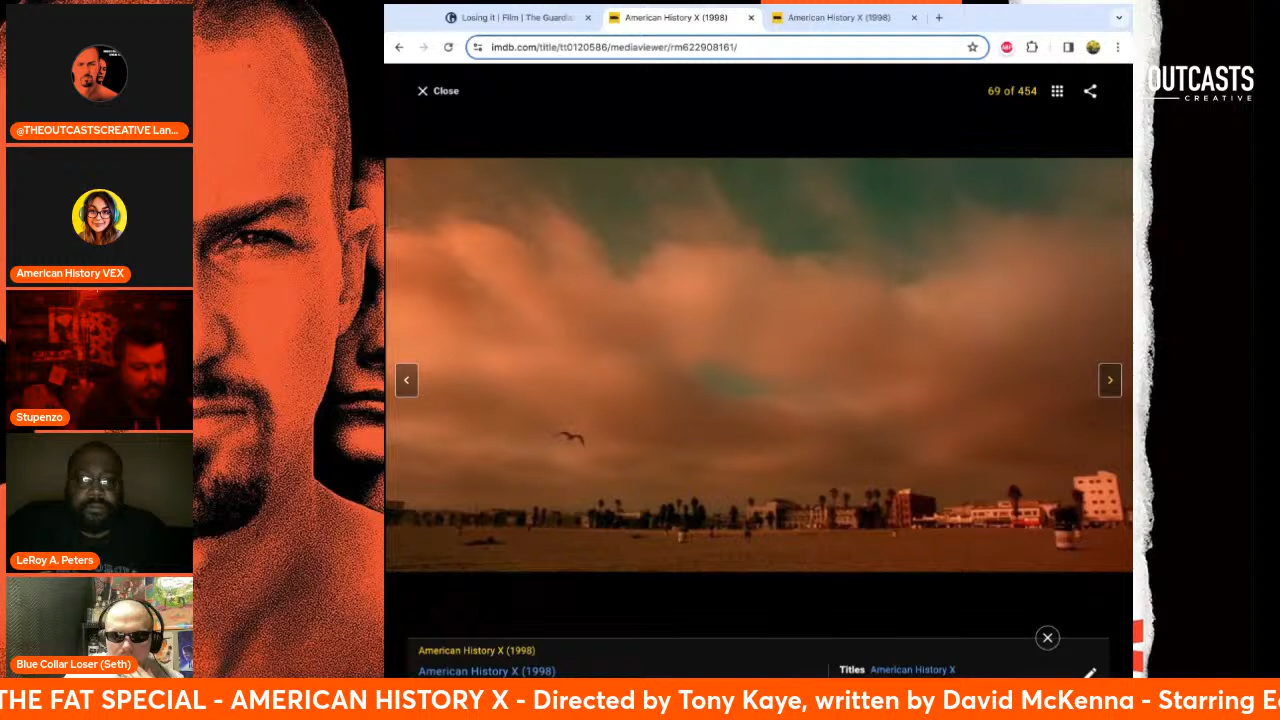 @THEOUTCASTSCREATIVE Lan...
American History VEX
Stupenzo
LeRoy A. Peters
Blue Collar Loser (Seth)
Losing it | Film | The Guardia
American History X (1998)
American History X (1998)
imdb.com/title/tt0120586/mediaviewer/rm622908161/
Close
69 of 454
American History X (1998)
American History X (1998)
Titles American History X
OUTCASTS
CREATIVE
THE FAT SPECIAL - AMERICAN HISTORY X - Directed by Tony Kaye, written by David McKenna - Starring E